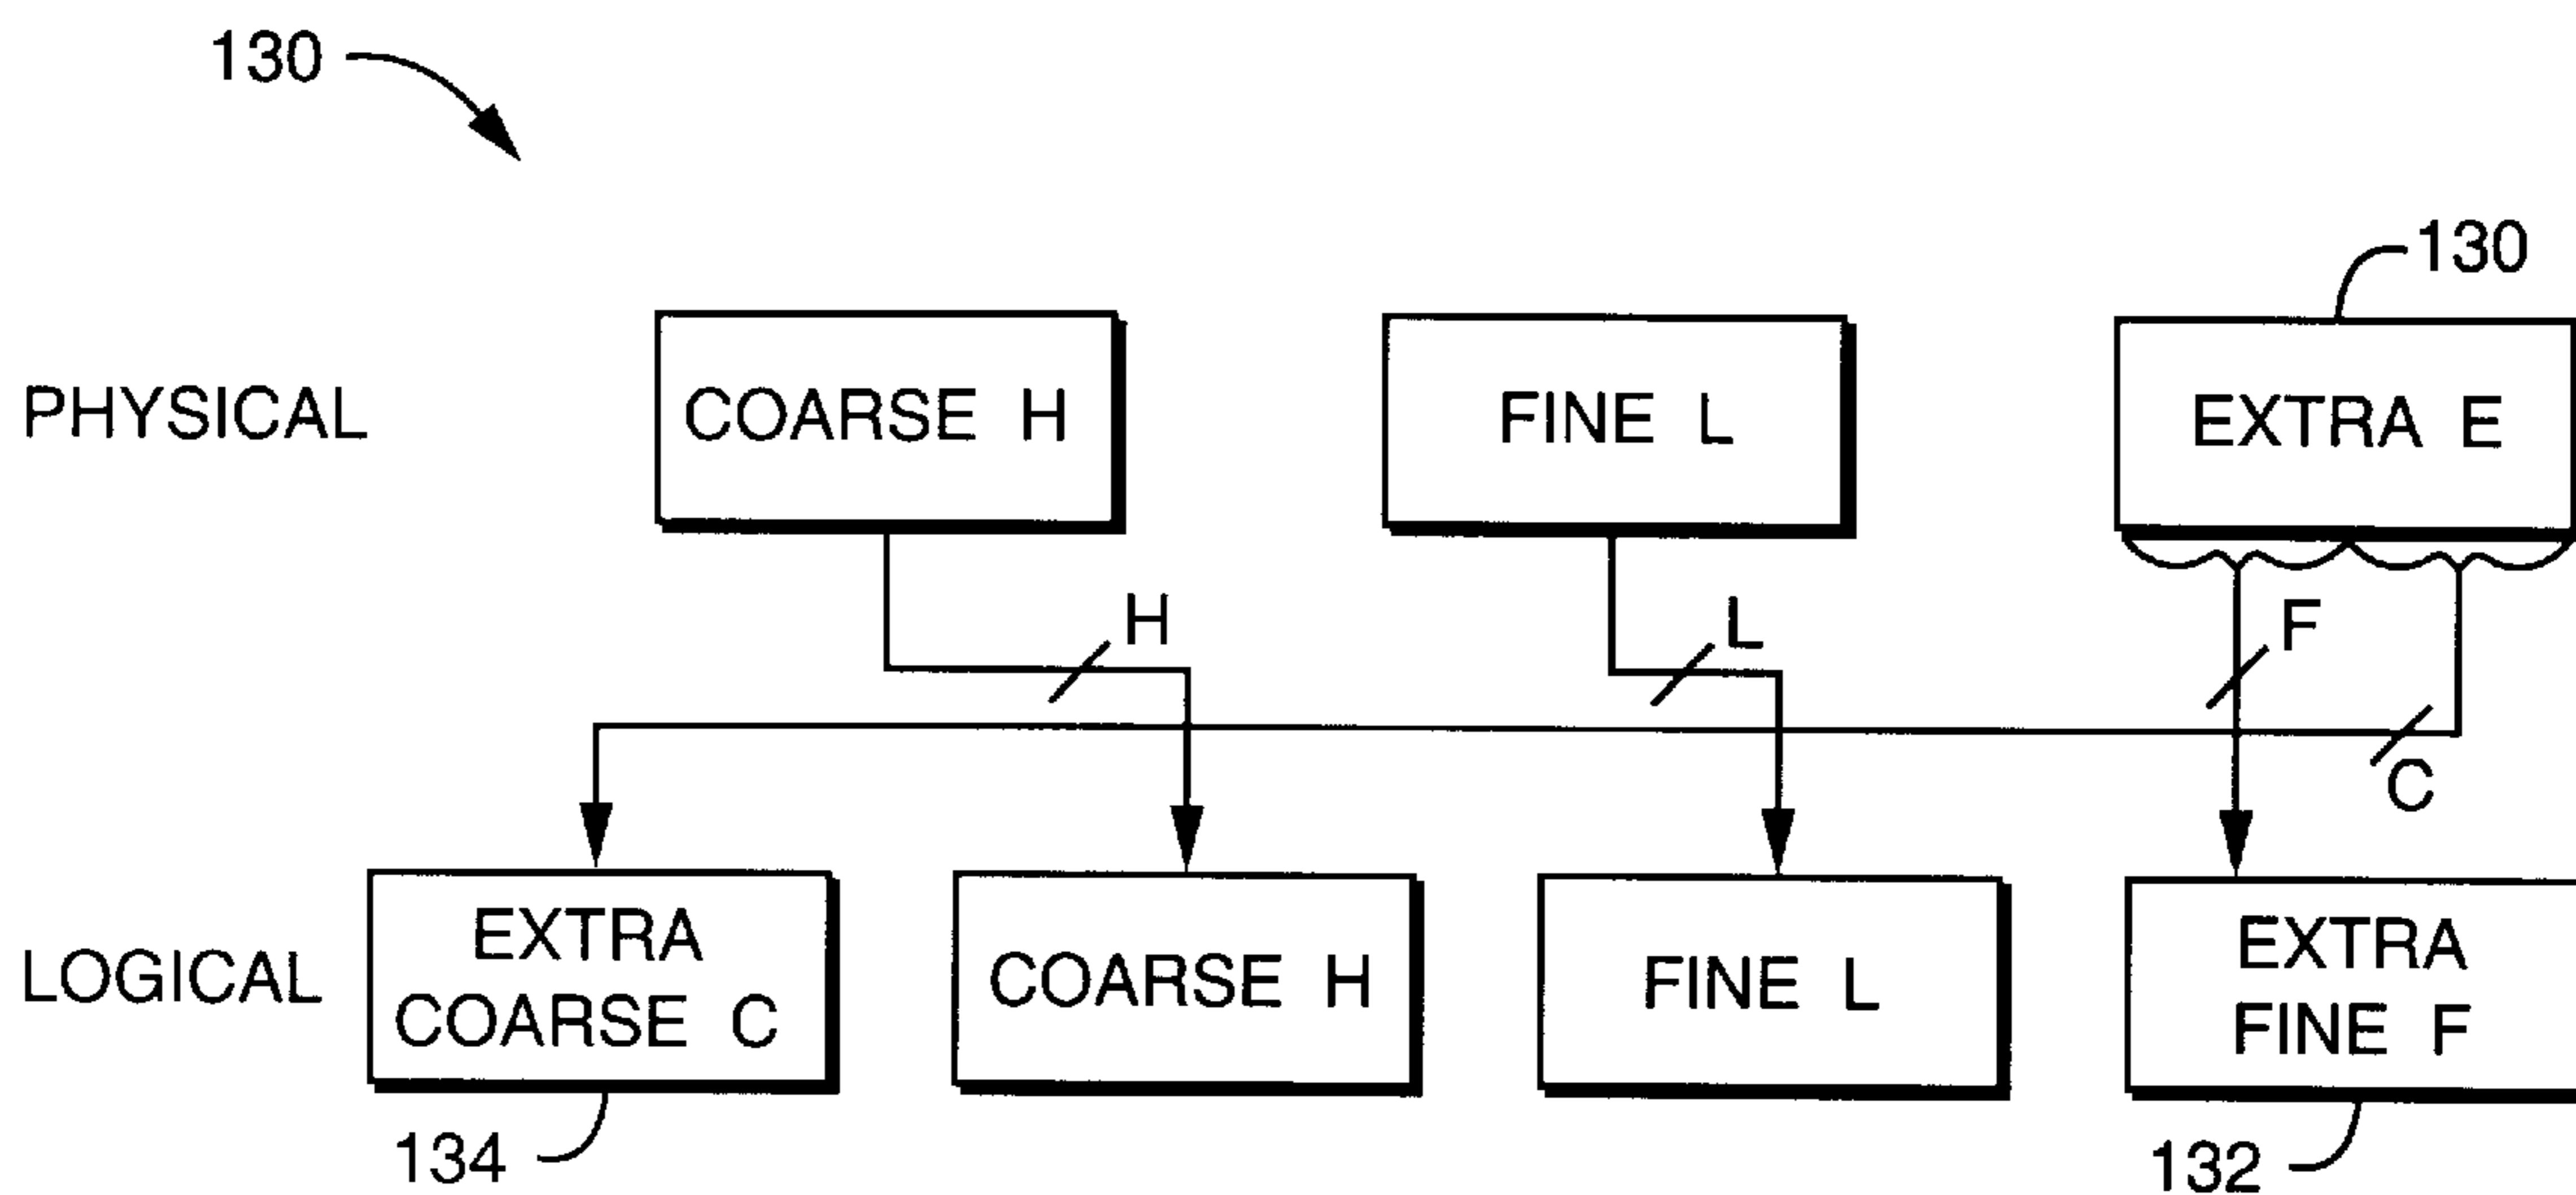 130
130
PHYSICAL
COARSE H
FINE L
EXTRA E
H
L
F
C
LOGICAL
EXTRA
COARSE C
COARSE H
FINE L
EXTRA
FINE F
134
132